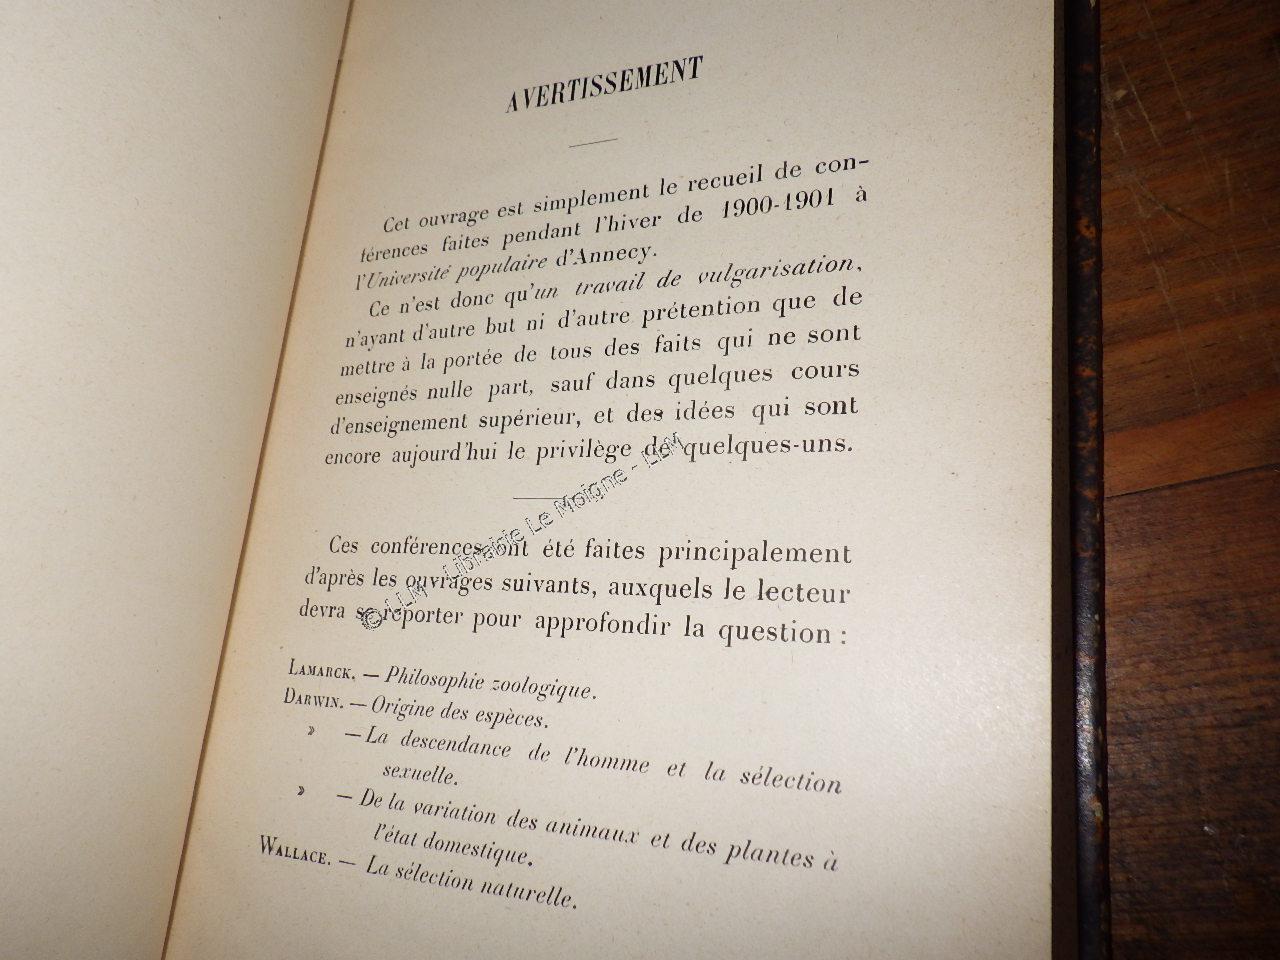 AVERTISSEMENT
Cet ouvrage est simplement le recueil de con-
férences faites pendant l'hiver de 1900-1901 à
l'Université populaire d'Annecy.
Ce n'est donc qu'un travail de vulgarisation,
n'ayant d'autre but ni d'autre prétention que de
mettre à la portée de tous des faits qui ne sont
enseignés nulle part, sauf dans quelques cours
d'enseignement supérieur, et des idées qui sont
encore aujourd'hui le privilège de quelques-uns.
Ces conférences ont été faites principalement
d'après les ouvrages suivants, auxquels le lecteur
devra se reporter pour approfondir la question :
LAMARCK. — Philosophie zoologique.
DARWIN. — Origine des espèces.
» — La descendance de l'homme et la sélection
sexuelle.
» — De la variation des animaux et des plantes à
l'état domestique.
WALLACE. — La sélection naturelle.
© LLM - Librairie Le Moigne - LLM